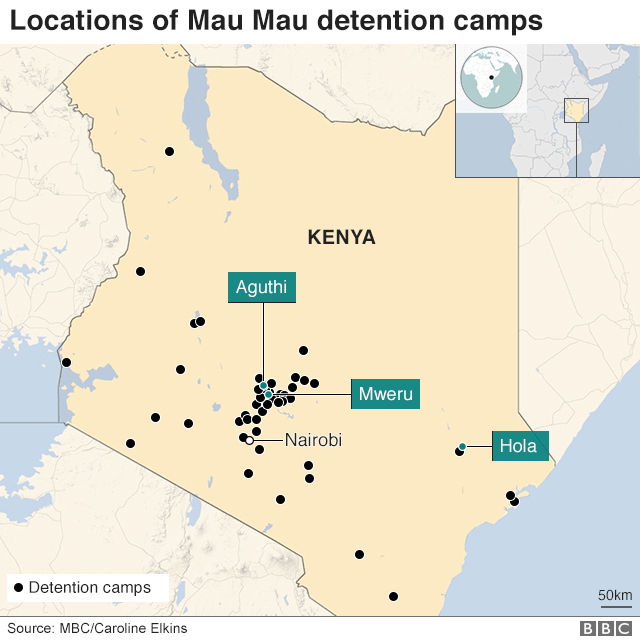 Locations of Mau Mau detention camps
KENYA
Aguthi
Mweru
Nairobi
Hola
Detention camps
50km
Source: MBC/Caroline Elkins
BBC